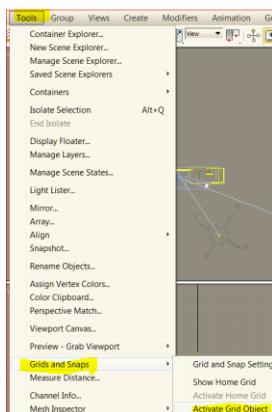 Tools Group Views Create Modifiers Animation
View
Container Explorer...
New Scene Explorer...
Manage Scene Explorer...
Saved Scene Explorers
Containers
Isolate Selection Alt+Q
End Isolate
Display Floater...
Manage Layers...
Manage Scene States...
Light Lister...
Mirror...
Array...
Align
Snapshot...
Rename Objects...
Assign Vertex Colors...
Color Clipboard...
Perspective Match...
Viewport Canvas...
Preview - Grab Viewport
Grids and Snaps Grid and Snap Setting
Measure Distance... Show Home Grid
Channel Info... Activate Home Grid
Mesh Inspector Activate Grid Object